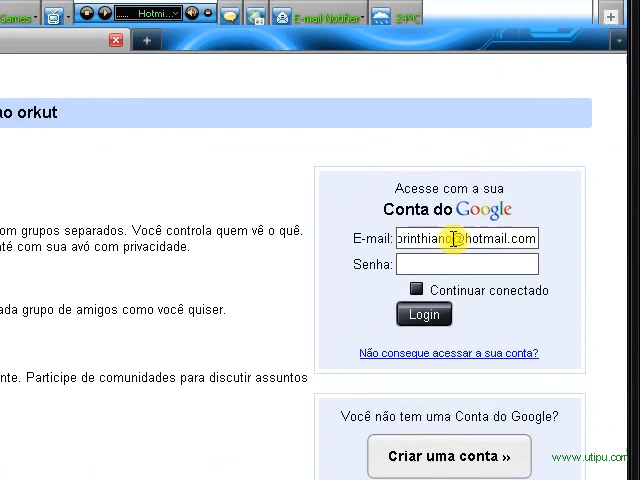 Games
Hotmi...
E-mail Notifier
24ºC
ao orkut
Acesse com a sua
Conta do Google
om grupos separados. Você controla quem vê o quê.
E-mail:
orinthiano@hotmail.com
até com sua avó com privacidade.
Senha:
Continuar conectado
ada grupo de amigos como você quiser.
Login
Não consegue acessar a sua conta?
nte. Participe de comunidades para discutir assuntos
Você não tem uma Conta do Google?
Criar uma conta »
www.utipu.com